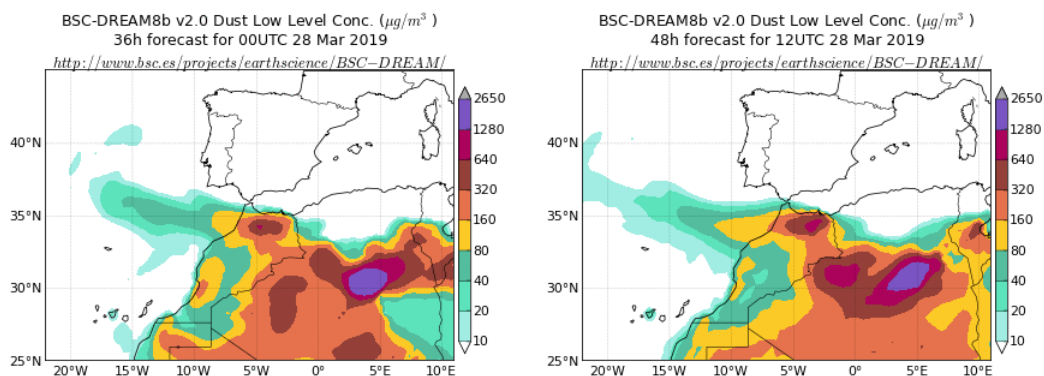 BSC-DREAM8b v2.0 Dust Low Level Conc. (μg/m³ )
36h forecast for 00UTC 28 Mar 2019
http://www.bsc.es/projects/earthscience/BSC−DREAM/
40°N
35°N
30°N
25°N
20°W 15°W 10°W 5°W 0° 5°E 10°E
2650
1280
640
320
160
80
40
20
10
BSC-DREAM8b v2.0 Dust Low Level Conc. (μg/m³ )
48h forecast for 12UTC 28 Mar 2019
http://www.bsc.es/projects/earthscience/BSC−DREAM/
40°N
35°N
30°N
25°N
20°W 15°W 10°W 5°W 0° 5°E 10°E
2650
1280
640
320
160
80
40
20
10